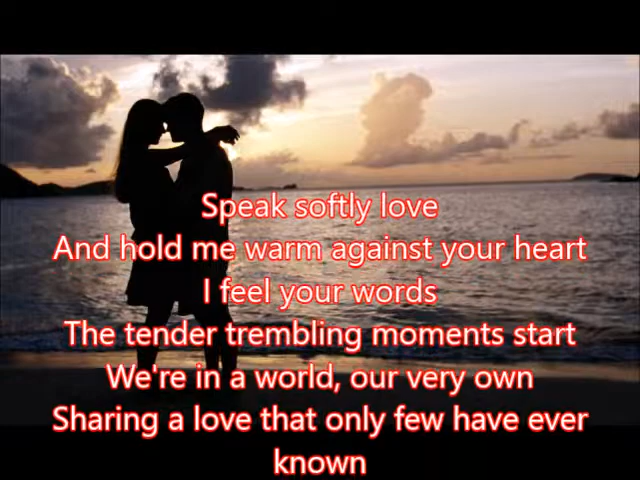 Speak softly love
And hold me warm against your heart
I feel your words
The tender trembling moments start
We're in a world, our very own
Sharing a love that only few have ever
known